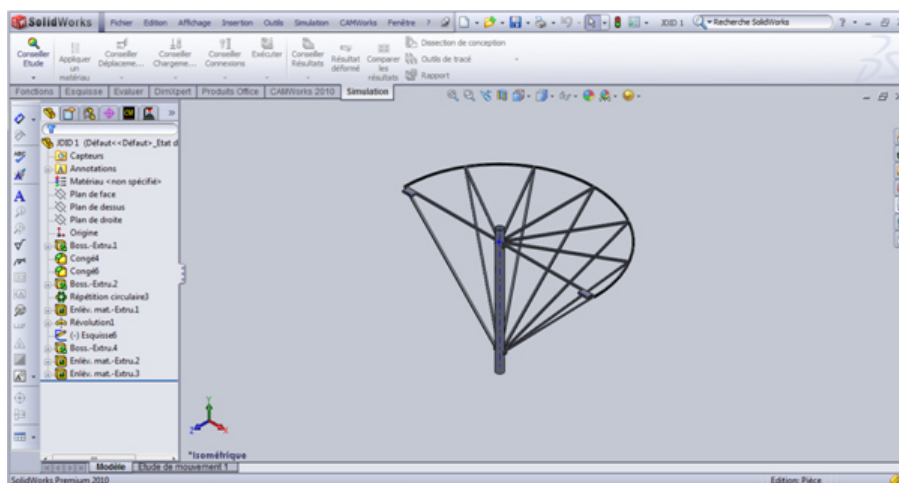 SolidWorks Fichier Edition Affichage Insertion Outils Simulation CAMWorks Fenêtre ? JDID 1 Recherche SolidWorks ?
Conseiller Etude
Appliquer un matériau
Conseiller Déplaceme...
Conseiller Chargeme...
Conseiller Connexions
Exécuter
Conseiller Résultats
Résultat déformé
Comparer les résultats
Dissection de conception
Outils de tracé
Rapport
Fonctions Esquisse Evaluer DimXpert Produits Office CAMWorks 2010 Simulation
JDID 1 (Défaut<<Défaut>_Etat d
Capteurs
Annotations
Matériau <non spécifié>
Plan de face
Plan de dessus
Plan de droite
Origine
Boss.-Extru.1
Congé4
Congé6
Boss.-Extru.2
Répétition circulaire3
Enlèv. mat.-Extru.1
Révolution1
(-) Esquisse6
Boss.-Extru.4
Enlèv. mat.-Extru.2
Enlèv. mat.-Extru.3
Y
Z X
*Isométrique
Modèle Etude de mouvement 1
SolidWorks Premium 2010 Edition: Pièce